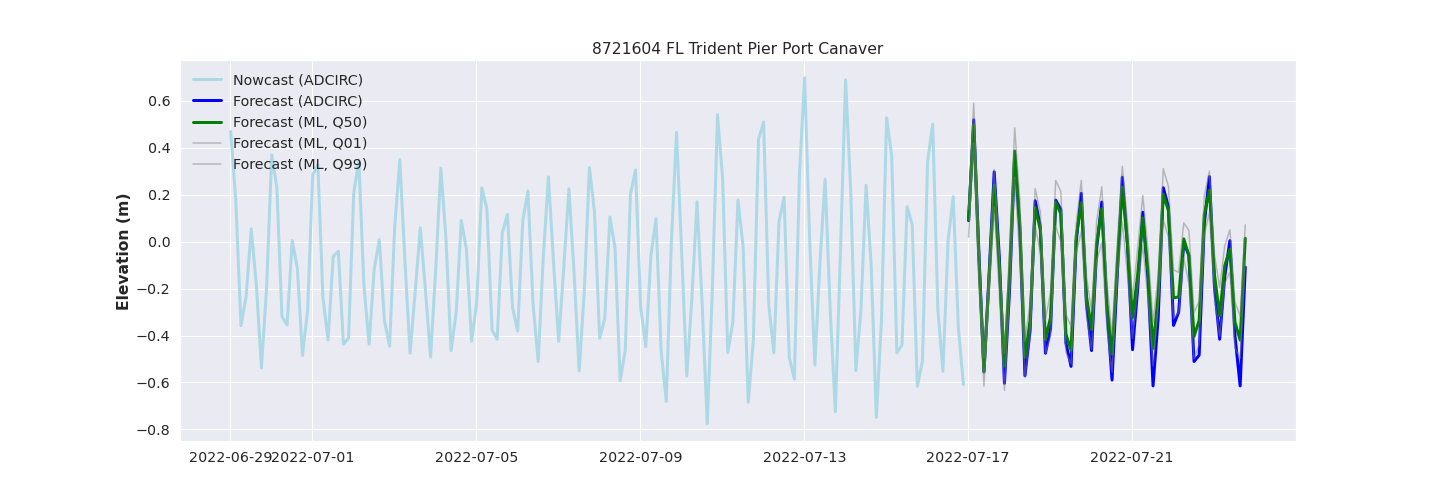 8721604 FL Trident Pier Port Canaver
Nowcast (ADCIRC)
Forecast (ADCIRC)
Forecast (ML, Q50)
Forecast (ML, Q01)
Forecast (ML, Q99)
Elevation (m)
0.6
0.4
0.2
0.0
−0.2
−0.4
−0.6
−0.8
2022-06-29 2022-07-01 2022-07-05 2022-07-09 2022-07-13 2022-07-17 2022-07-21